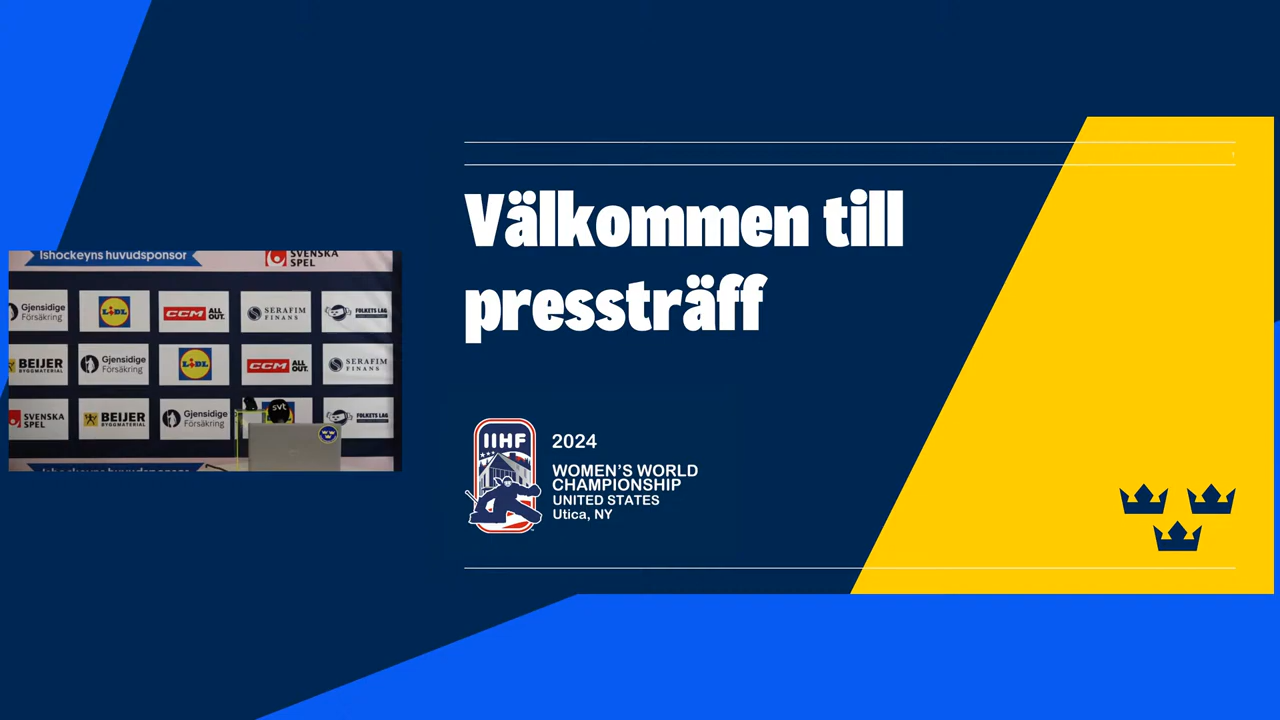 Välkommen till
pressträff
IIHF
2024
WOMEN'S WORLD
CHAMPIONSHIP
UNITED STATES
Utica, NY
Ishockeyns huvudsponsor
SVENSKA
SPEL
Gjensidige
Försäkring
LIDL
CCM ALL
OUT.
SERAFIM
FINANS
FOLKETS LAG
BEIJER
BYGGMATERIAL
Gjensidige
Försäkring
LIDL
CCM ALL
OUT.
SERAFIM
FINANS
SVENSKA
SPEL
BEIJER
BYGGMATERIAL
Gjensidige
Försäkring
svt
FOLKETS LAG
Ishockeyns huvudsponsor